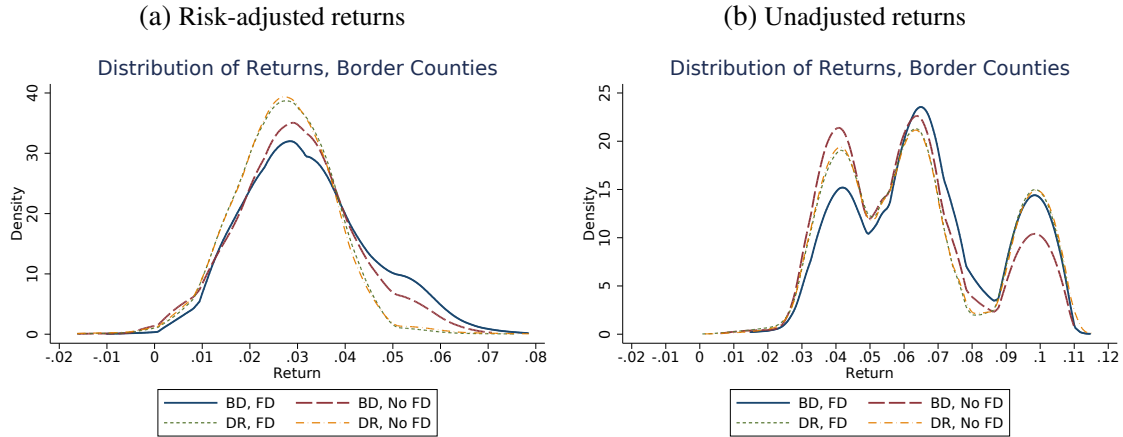 (a) Risk-adjusted returns
Distribution of Returns, Border Counties
Density
40
30
20
10
0
-.02 -.01 0 .01 .02 .03 .04 .05 .06 .07 .08
Return
BD, FD BD, No FD
DR, FD DR, No FD
(b) Unadjusted returns
Distribution of Returns, Border Counties
Density
25
20
15
10
5
0
-.02 -.01 0 .01 .02 .03 .04 .05 .06 .07 .08 .09 .1 .11 .12
Return
BD, FD BD, No FD
DR, FD DR, No FD